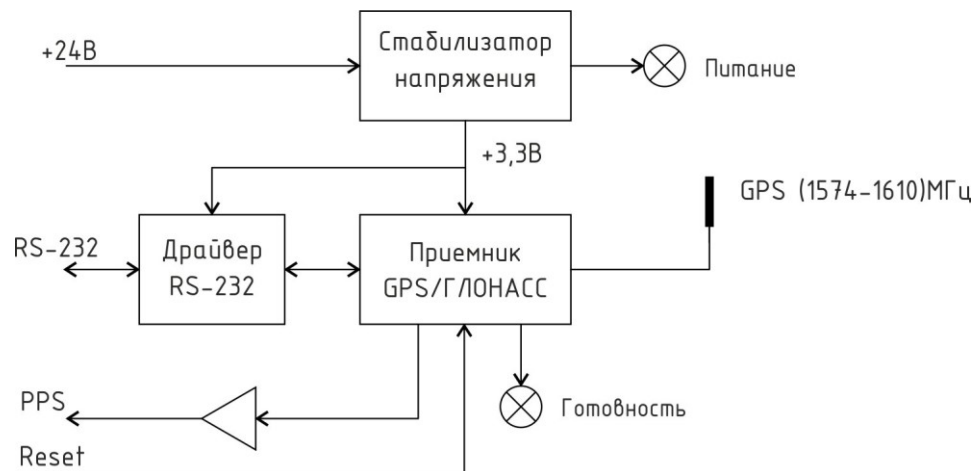 +24В
Стабилизатор
напряжения
Питание
+3,3В
GPS (1574-1610)МГц
RS-232
Драйвер
RS-232
Приемник
GPS/ГЛОНАСС
PPS
Готовность
Reset